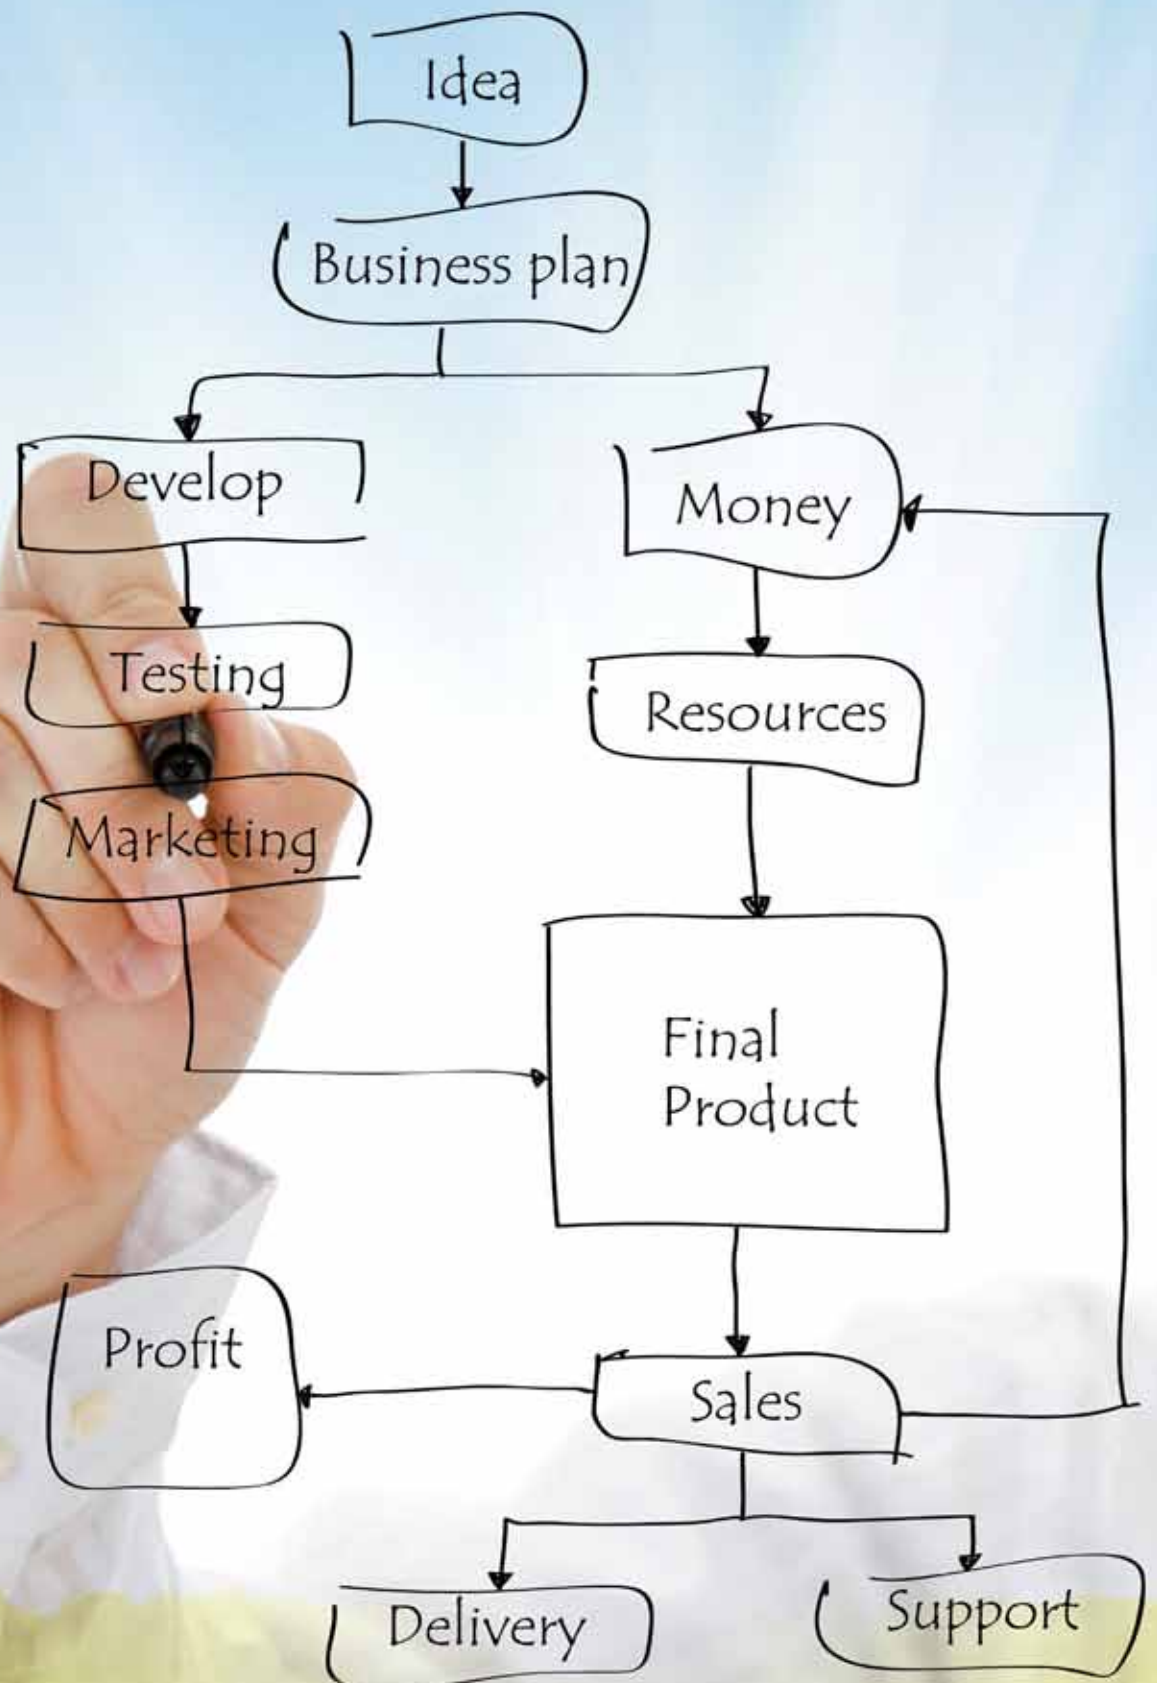 Idea
Business plan
Develop
Money
Testing
Resources
Marketing
Final
Product
Profit
Sales
Delivery
Support